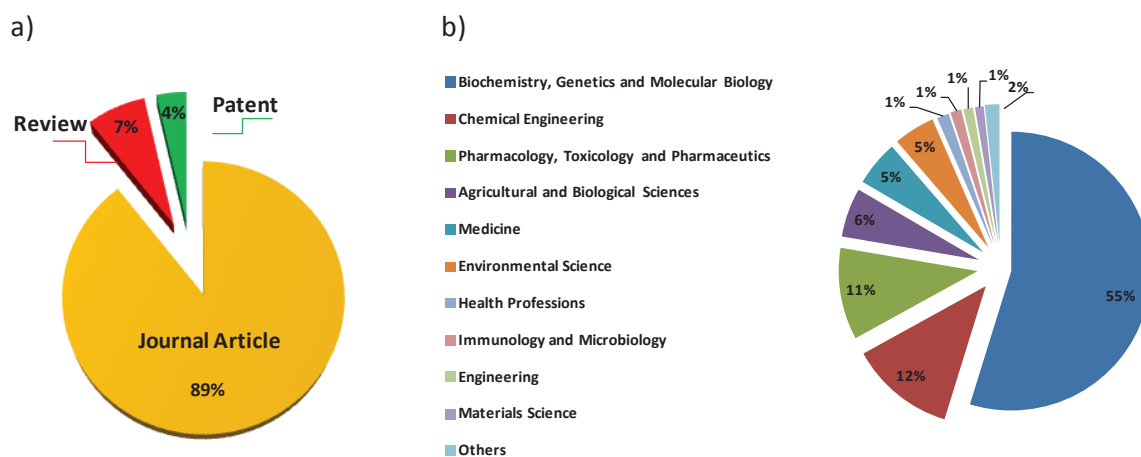 a)
Review
7%
4%
Patent
Journal Article
89%
b)
Biochemistry, Genetics and Molecular Biology
Chemical Engineering
Pharmacology, Toxicology and Pharmaceutics
Agricultural and Biological Sciences
Medicine
Environmental Science
Health Professions
Immunology and Microbiology
Engineering
Materials Science
Others
1%
1%
1%
1%
2%
5%
5%
6%
11%
12%
55%